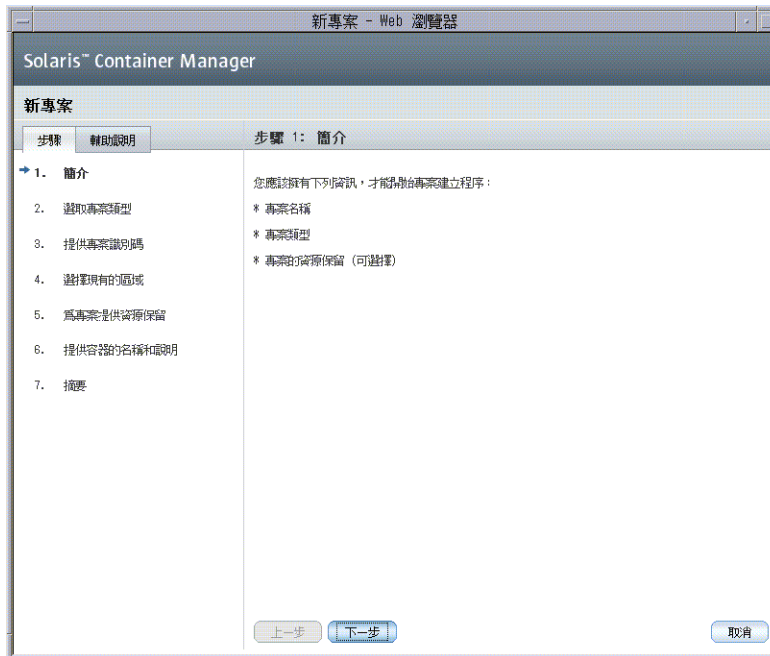 新專案 - Web 瀏覽器
Solaris™ Container Manager
新專案
步驟 輔助說明
步驟 1: 簡介
1. 簡介
2. 選取專案類型
3. 提供專案識別碼
4. 選擇現有的區域
5. 為專案提供資源保留
6. 提供容器的名稱和說明
7. 摘要
您應該擁有下列資訊，才能開始專案建立程序：
* 專案名稱
* 專案類型
* 專案的資源保留 (可選擇)
上一步 下一步 取消